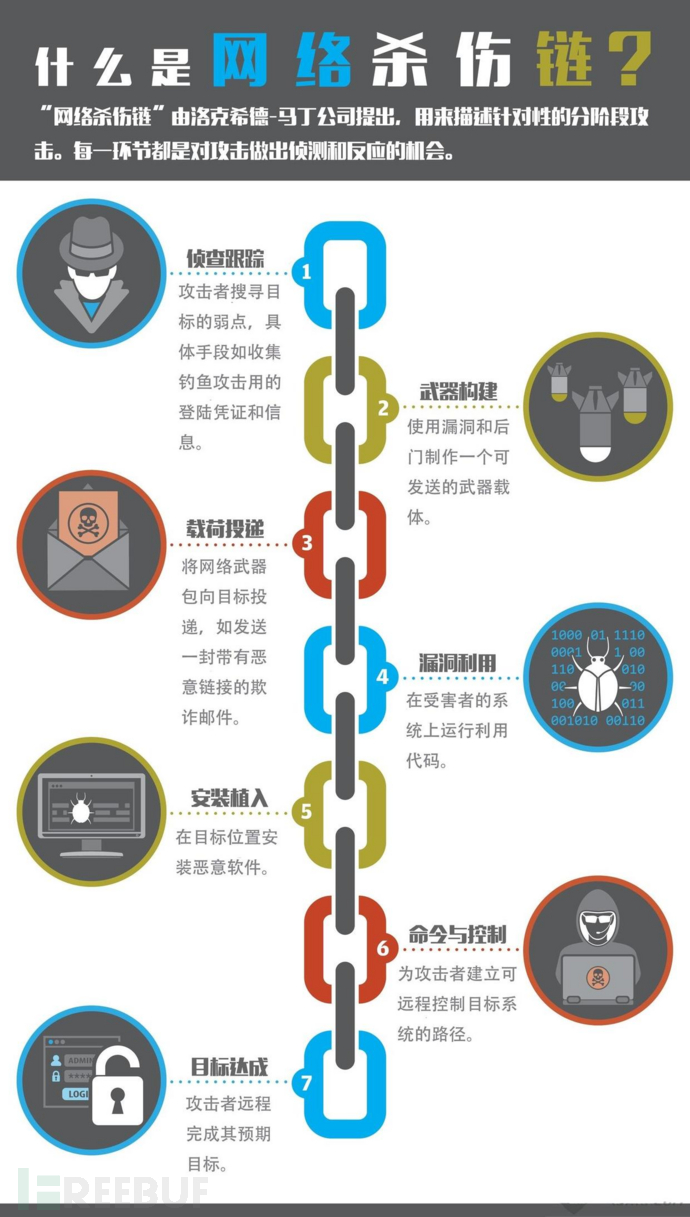 什么是网络杀伤链？
“网络杀伤链”由洛克希德-马丁公司提出，用来描述针对性的分阶段攻
击。每一环节都是对攻击做出侦测和反应的机会。
侦查跟踪
1
攻击者搜寻目
标的弱点，具
体手段如收集
钓鱼攻击用的
登陆凭证和信
息。
2
武器构建
使用漏洞和后
门制作一个可
发送的武器载
体。
载荷投递
3
将网络武器
包向目标投
递，如发送
一封带有恶
意链接的欺
诈邮件。
4
漏洞利用
在受害者的系
统上运行利用
代码。
1000 01 1110
0001 1 00
110 010
00 00
100 011
001010 00110
安装植入
5
在目标位置安
装恶意软件。
6
命令与控制
为攻击者建立可
远程控制目标系
统的路径。
目标达成
7
攻击者远程
完成其预期
目标。
ADMIN
****
LOGI
FREEBUF